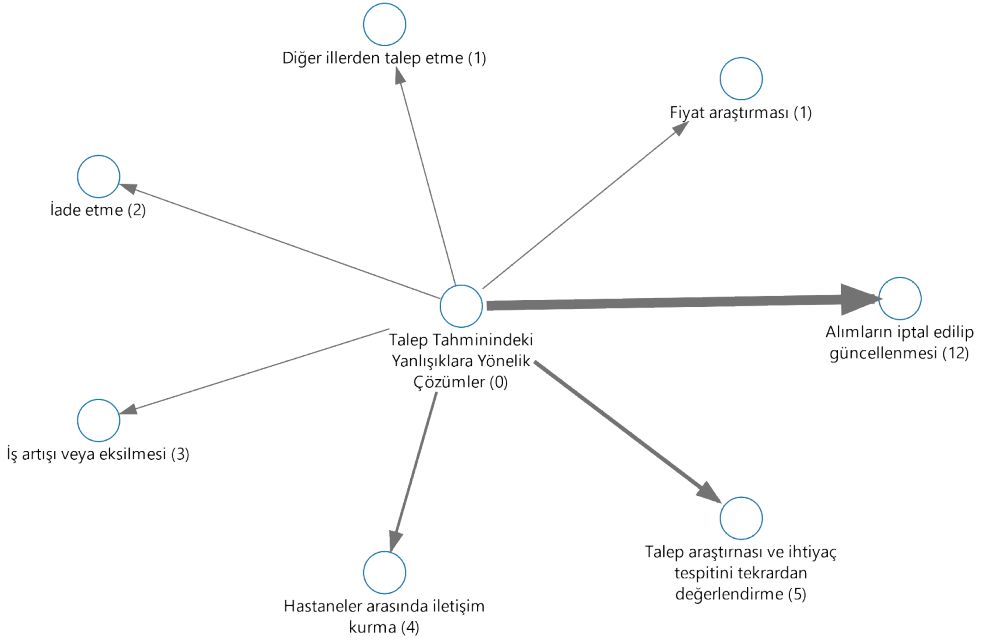 Diğer illerden talep etme (1)
Fiyat araştırması (1)
İade etme (2)
Alımların iptal edilip
güncellenmesi (12)
Talep Tahminindeki
Yanlışıklara Yönelik
Çözümler (0)
İş artışı veya eksilmesi (3)
Talep araştırnası ve ihtiyaç
tespitini tekrardan
değerlendirme (5)
Hastaneler arasında iletişim
kurma (4)